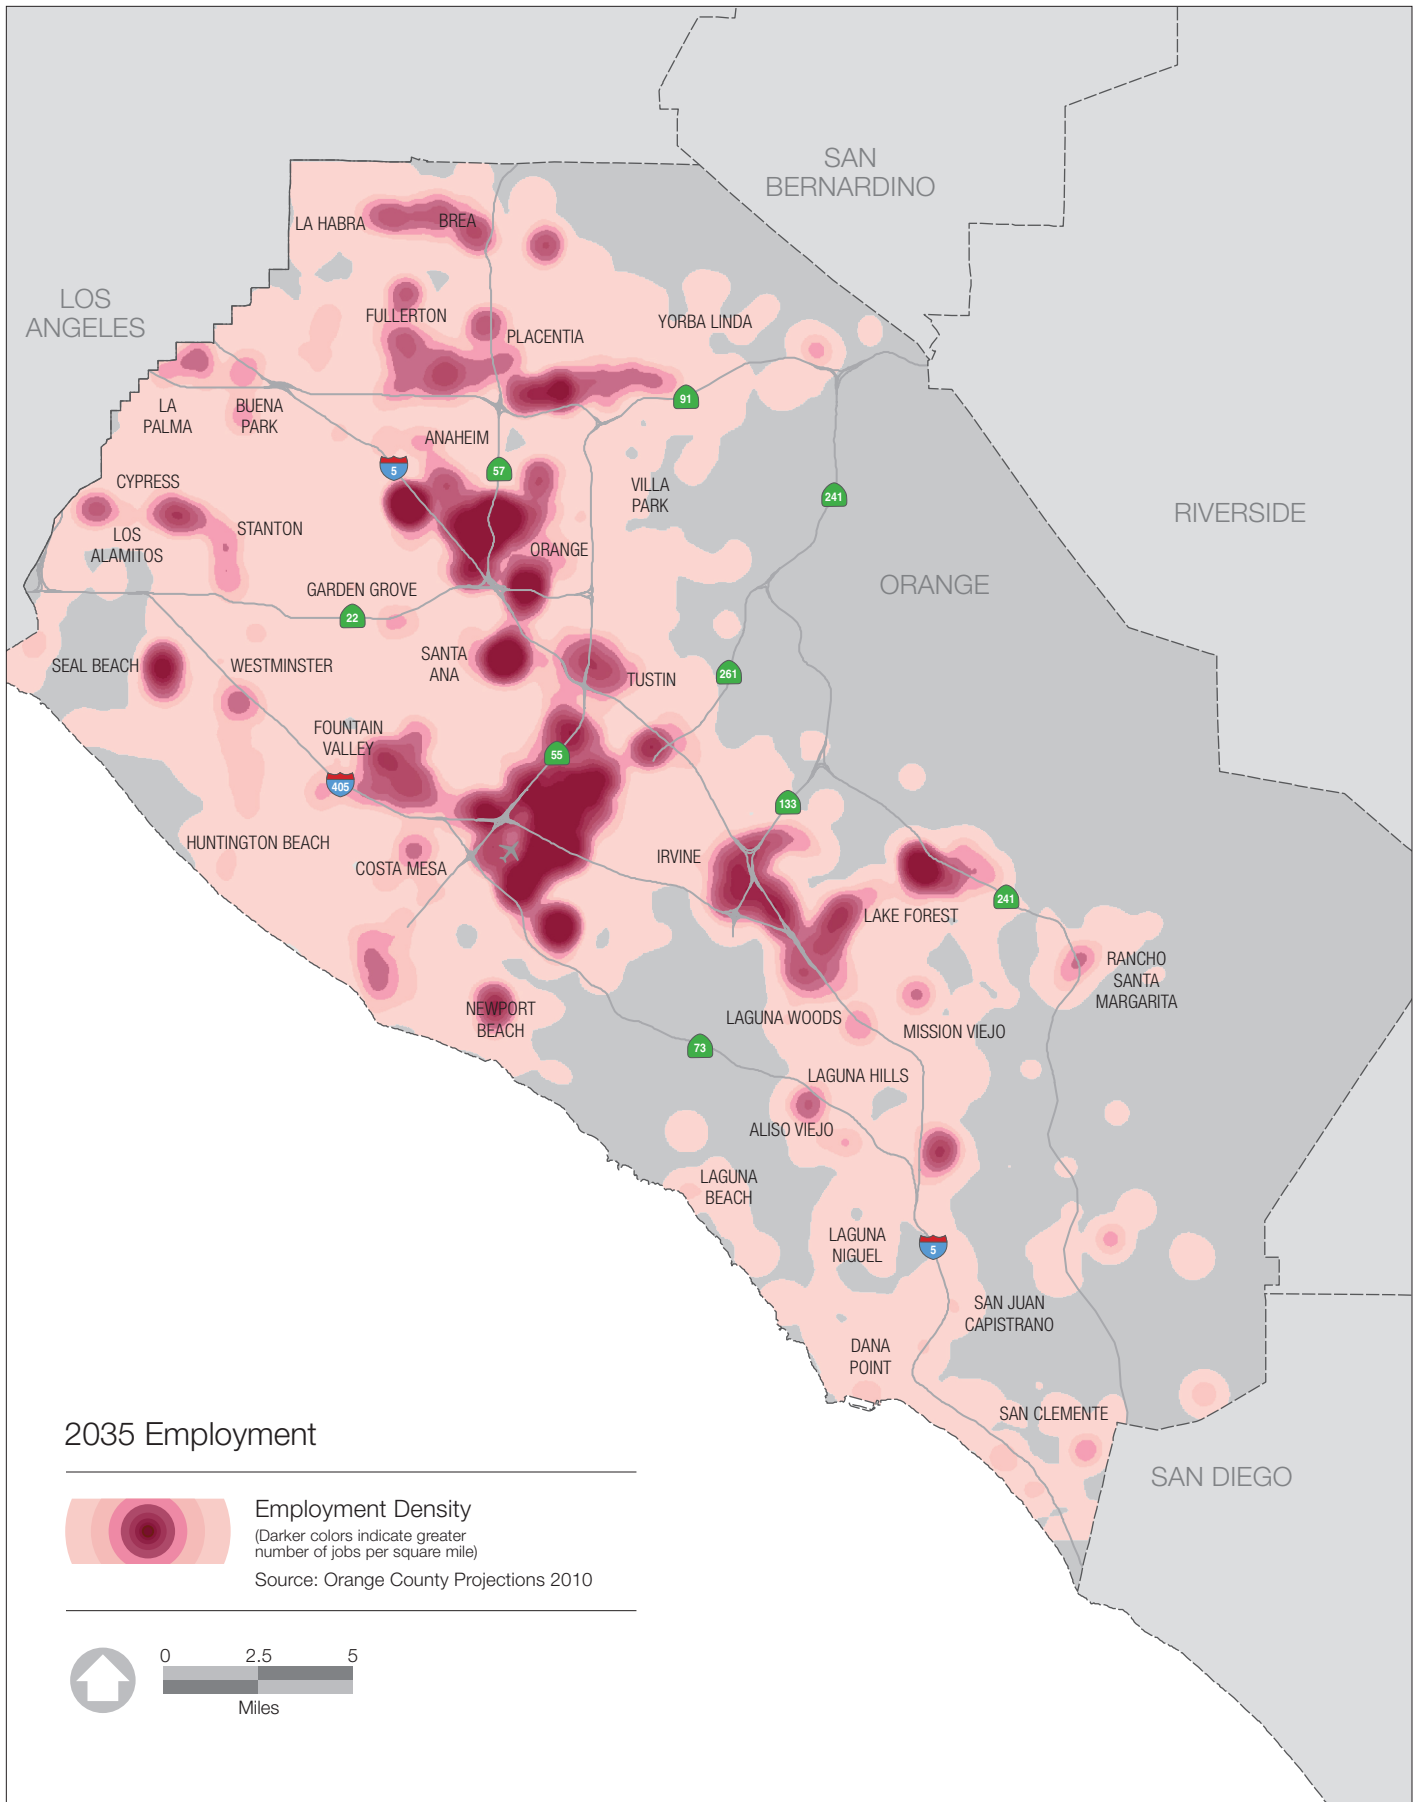 SAN
BERNARDINO
LA HABRA
BREA
LOS
ANGELES
FULLERTON
PLACENTIA
YORBA LINDA
91
LA
PALMA
BUENA
PARK
ANAHEIM
5
57
CYPRESS
VILLA
PARK
241
RIVERSIDE
STANTON
LOS
ALAMITOS
ORANGE
ORANGE
GARDEN GROVE
22
SEAL BEACH
WESTMINSTER
SANTA
ANA
TUSTIN
261
FOUNTAIN
VALLEY
55
405
133
HUNTINGTON BEACH
COSTA MESA
IRVINE
LAKE FOREST
241
RANCHO
SANTA
MARGARITA
NEWPORT
BEACH
LAGUNA WOODS
MISSION VIEJO
73
LAGUNA HILLS
ALISO VIEJO
LAGUNA
BEACH
LAGUNA
NIGUEL
5
SAN JUAN
CAPISTRANO
DANA
POINT
SAN CLEMENTE
SAN DIEGO
2035 Employment
Employment Density
(Darker colors indicate greater
number of jobs per square mile)
Source: Orange County Projections 2010
0 2.5 5
Miles